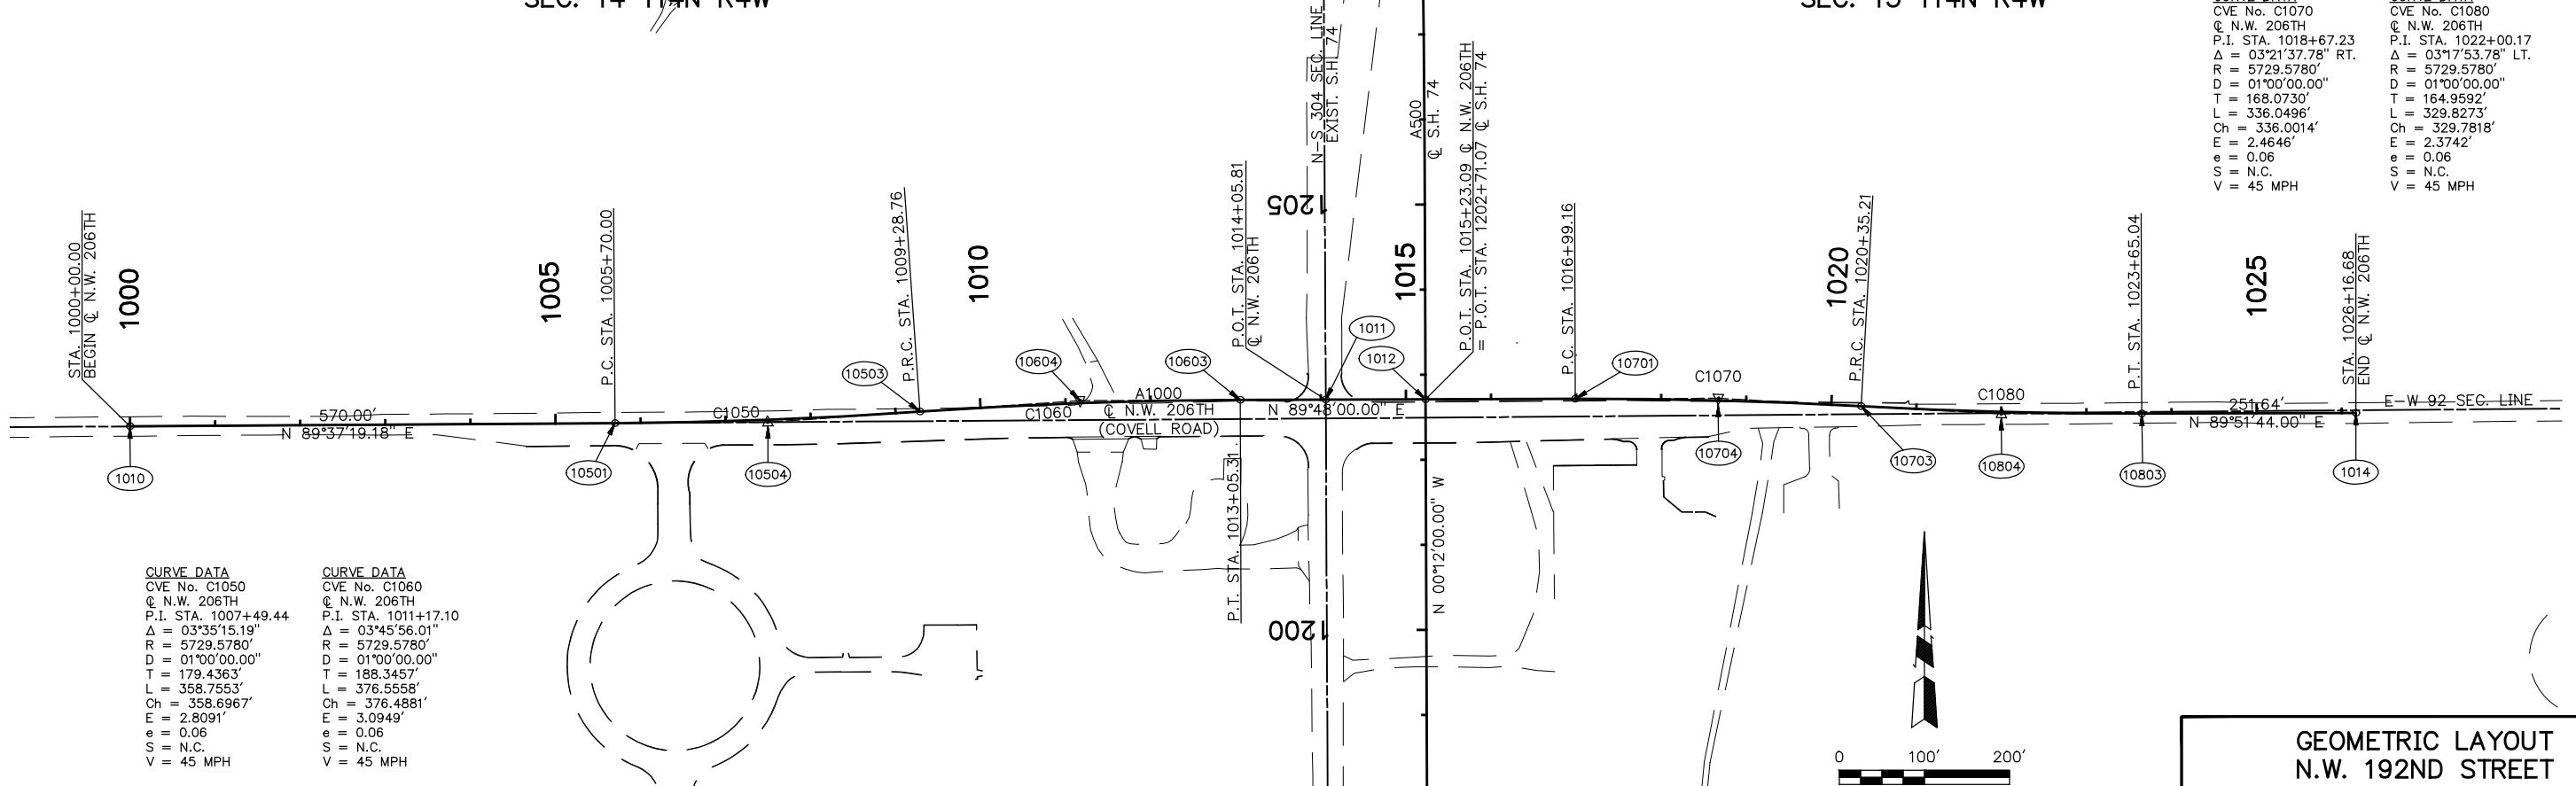 SEC. 14 T14N R4W
SEC. 13 T14N R4W
CVE No. C1070
℄ N.W. 206TH
P.I. STA. 1018+67.23
Δ = 03°21'37.78" RT.
R = 5729.5780'
D = 01°00'00.00"
T = 168.0730'
L = 336.0496'
Ch = 336.0014'
E = 2.4646'
e = 0.06
S = N.C.
V = 45 MPH
CVE No. C1080
℄ N.W. 206TH
P.I. STA. 1022+00.17
Δ = 03°17'53.78" LT.
R = 5729.5780'
D = 01°00'00.00"
T = 164.9592'
L = 329.8273'
Ch = 329.7818'
E = 2.3742'
e = 0.06
S = N.C.
V = 45 MPH
STA. 1000+00.00
BEGIN ℄ N.W. 206TH
1000
1005
P.C. STA. 1005+70.00
P.R.C. STA. 1009+28.76
1010
P.O.T. STA. 1014+05.81
℄ N.W. 206TH
1205
N-S 304 SEC. LINE
EXIST. S.H. 74
1015
A500
℄ S.H. 74
P.O.T. STA. 1015+23.09 ℄ N.W. 206TH
= P.O.T. STA. 1202+71.07 ℄ S.H. 74
P.C. STA. 1016+99.16
1020
P.R.C. STA. 1020+35.21
P.T. STA. 1023+65.04
1025
STA. 1026+16.68
END ℄ N.W. 206TH
1011
1012
10503
10604
10603
10701
C1070
570.00'
N 89°37'19.18" E
C1050
C1060
A1000
℄ N.W. 206TH
(COVELL ROAD)
N 89°48'00.00" E
C1080
251.64'
N 89°51'44.00" E
E-W 92 SEC. LINE
1010
10501
10504
10704
10703
10804
10803
1014
P.T. STA. 1013+05.31
N 00°12'00.00" W
1200
CURVE DATA
CVE No. C1050
℄ N.W. 206TH
P.I. STA. 1007+49.44
Δ = 03°35'15.19"
R = 5729.5780'
D = 01°00'00.00"
T = 179.4363'
L = 358.7553'
Ch = 358.6967'
E = 2.8091'
e = 0.06
S = N.C.
V = 45 MPH
CURVE DATA
CVE No. C1060
℄ N.W. 206TH
P.I. STA. 1011+17.10
Δ = 03°45'56.01"
R = 5729.5780'
D = 01°00'00.00"
T = 188.3457'
L = 376.5558'
Ch = 376.4881'
E = 3.0949'
e = 0.06
S = N.C.
V = 45 MPH
0 100' 200'
GEOMETRIC LAYOUT
N.W. 192ND STREET